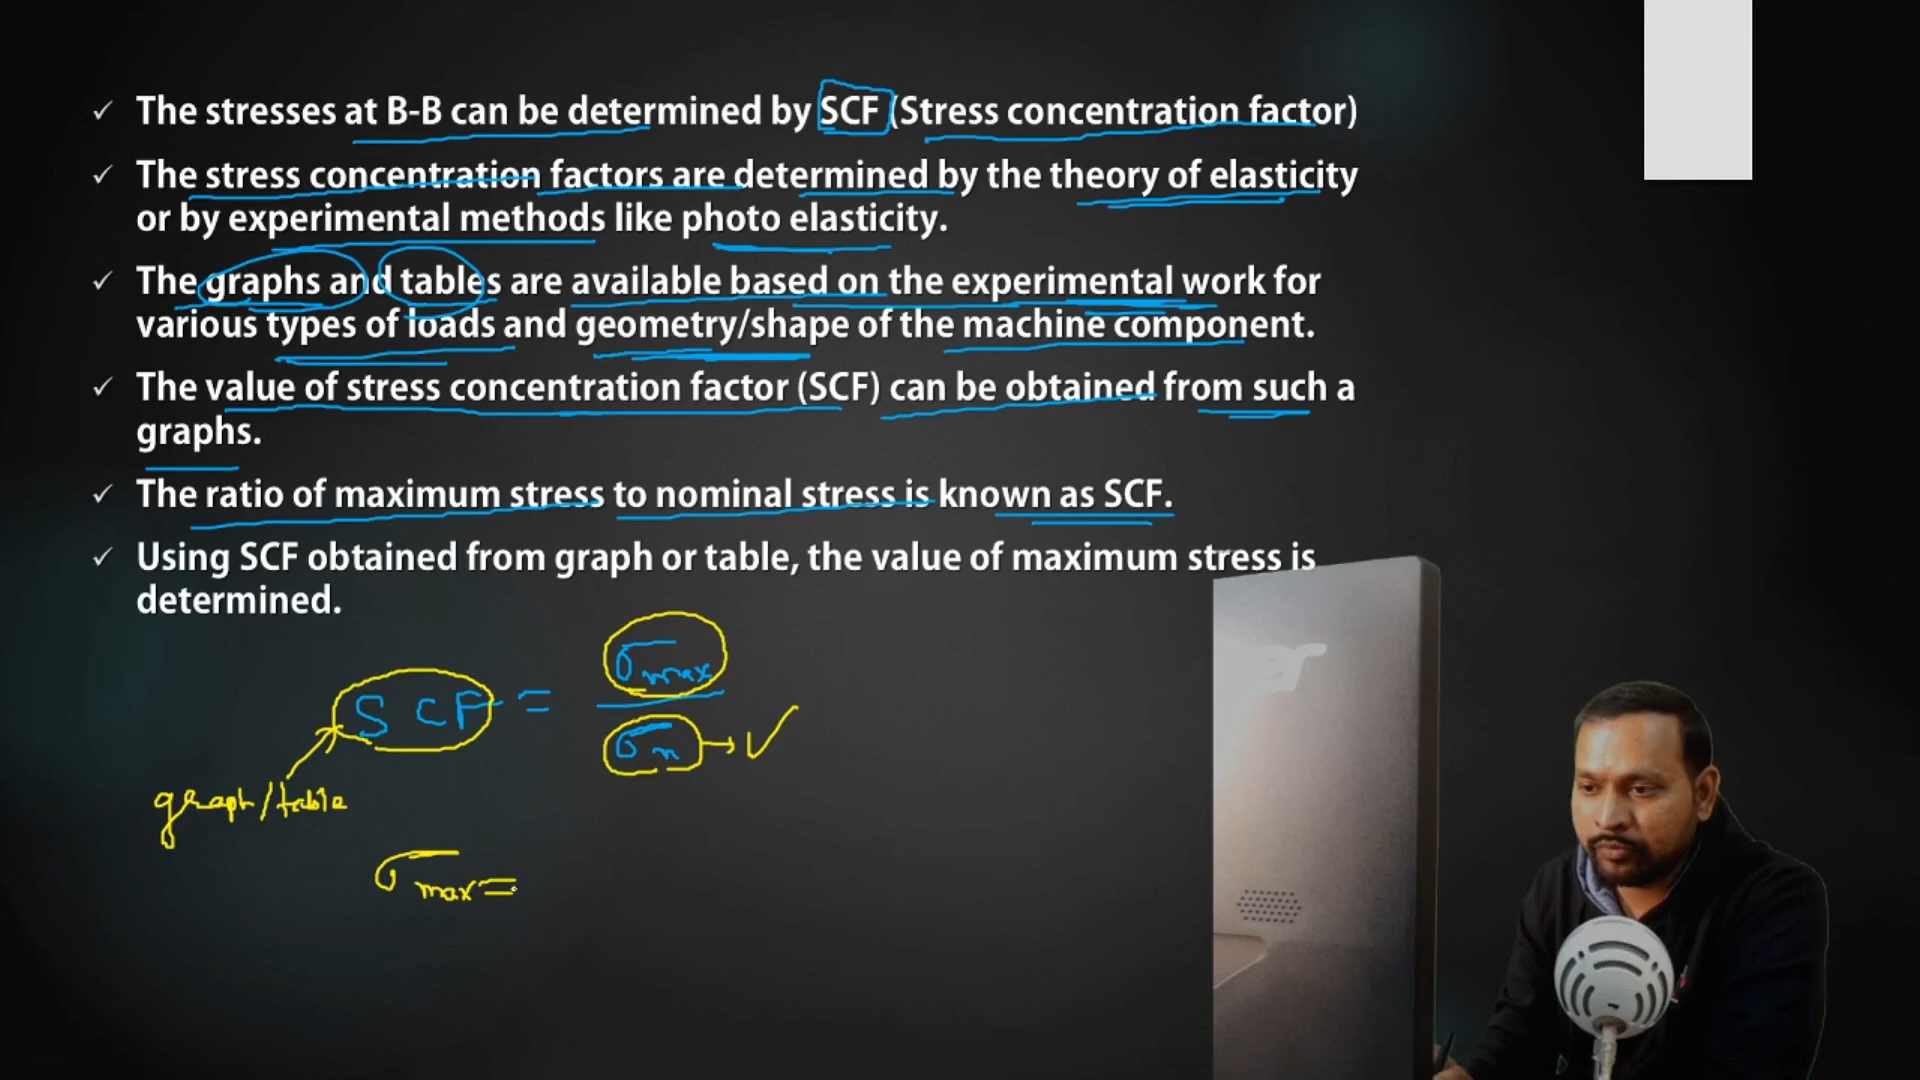 ✓ The stresses at B-B can be determined by SCF (Stress concentration factor)
✓ The stress concentration factors are determined by the theory of elasticity
or by experimental methods like photo elasticity.
✓ The graphs and tables are available based on the experimental work for
various types of loads and geometry/shape of the machine component.
✓ The value of stress concentration factor (SCF) can be obtained from such a
graphs.
✓ The ratio of maximum stress to nominal stress is known as SCF.
✓ Using SCF obtained from graph or table, the value of maximum stress is
determined.
σmax
SCF =
σn → ✓
graph/table
σmax =